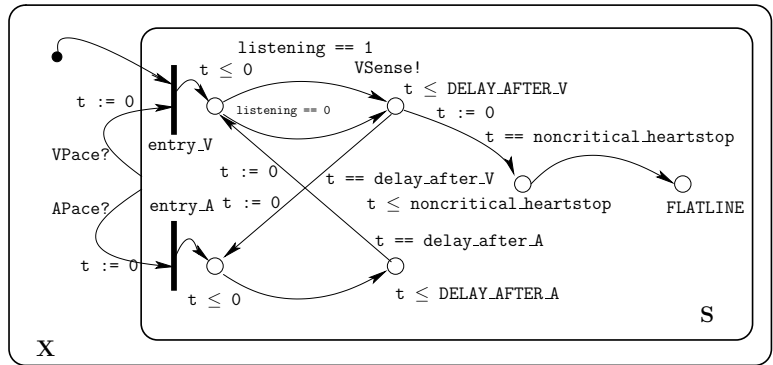 listening == 1
t ≤ 0
VSense!
t ≤ DELAY_AFTER_V
t := 0
listening == 0
t := 0
t == noncritical_heartstop
entry_V
VPace?
t := 0
t == delay_after_V
APace?
entry_A
t := 0
t ≤ noncritical_heartstop
FLATLINE
t == delay_after_A
t := 0
t ≤ 0
t ≤ DELAY_AFTER_A
S
X